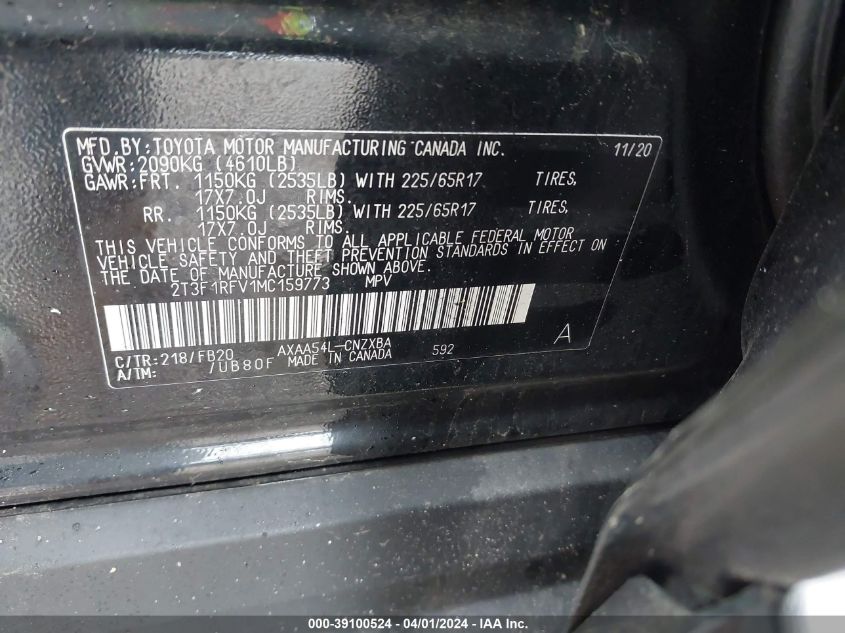 MFD. BY: TOYOTA MOTOR MANUFACTURING CANADA INC. 11/20
GVWR: 2090KG (4610LB)
GAWR: FRT. 1150KG (2535LB) WITH 225/65R17 TIRES,
17X7.0J RIMS.
RR. 1150KG (2535LB) WITH 225/65R17 TIRES,
17X7.0J RIMS.
THIS VEHICLE CONFORMS TO ALL APPLICABLE FEDERAL MOTOR
VEHICLE SAFETY AND THEFT PREVENTION STANDARDS IN EFFECT ON
THE DATE OF MANUFACTURE SHOWN ABOVE.
2T3F1RFV1MC159773 MPV
C/TR: 218/FB20 AXAA54L-CNZXBA 592 A
A/TM: /UB80F MADE IN CANADA
000-39100524 - 04/01/2024 - IAA Inc.